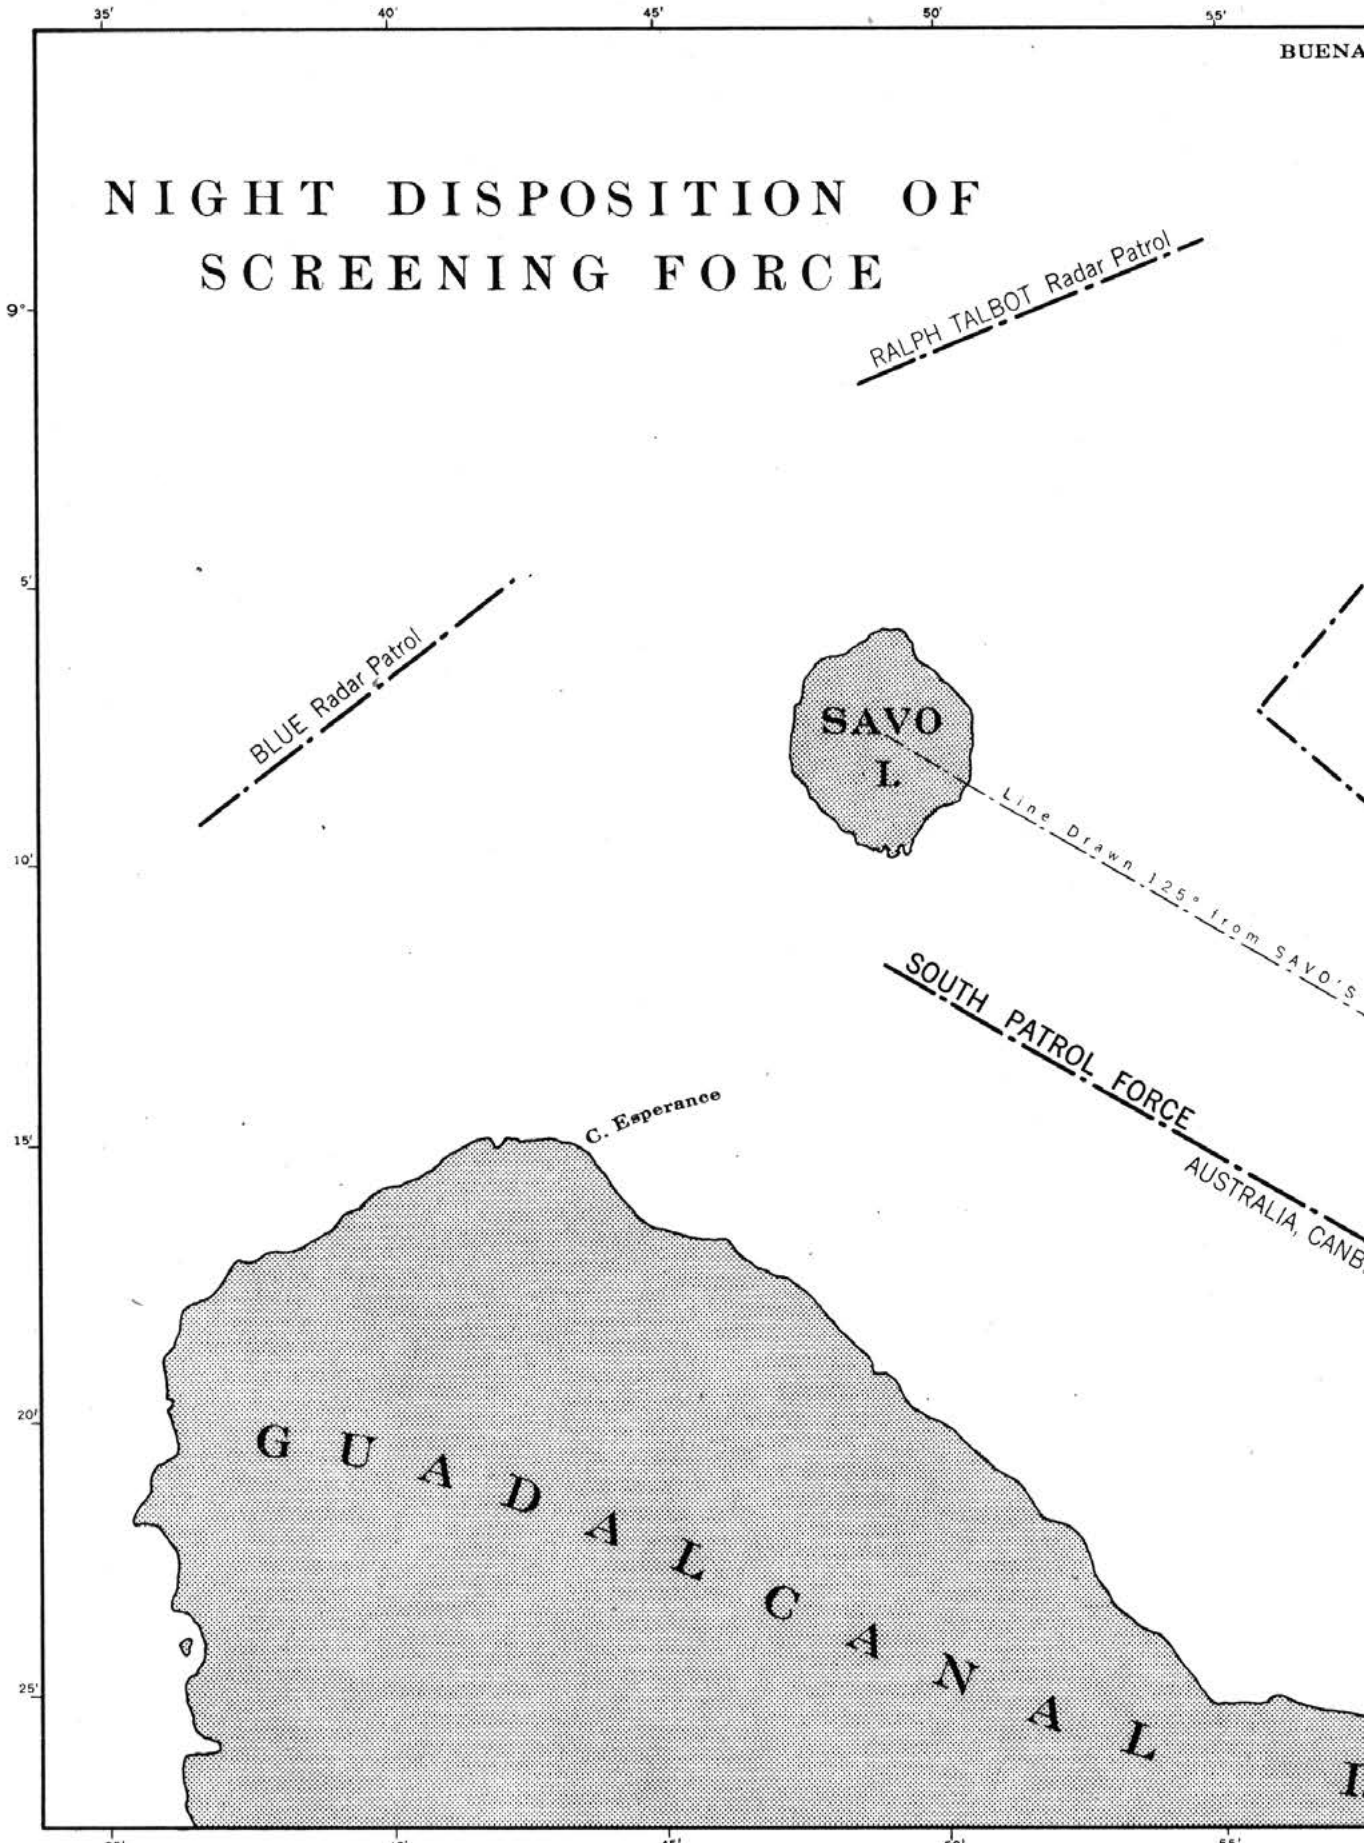 35' 40' 45' 50' 55'
BUENA
NIGHT DISPOSITION OF
SCREENING FORCE
RALPH TALBOT Radar Patrol
9°
5'
BLUE Radar Patrol
SAVO
I.
Line Drawn 125° from SAVO'S
10'
SOUTH PATROL FORCE
AUSTRALIA, CANB
C. Esperance
15'
20'
GUADALCANAL I.
25'